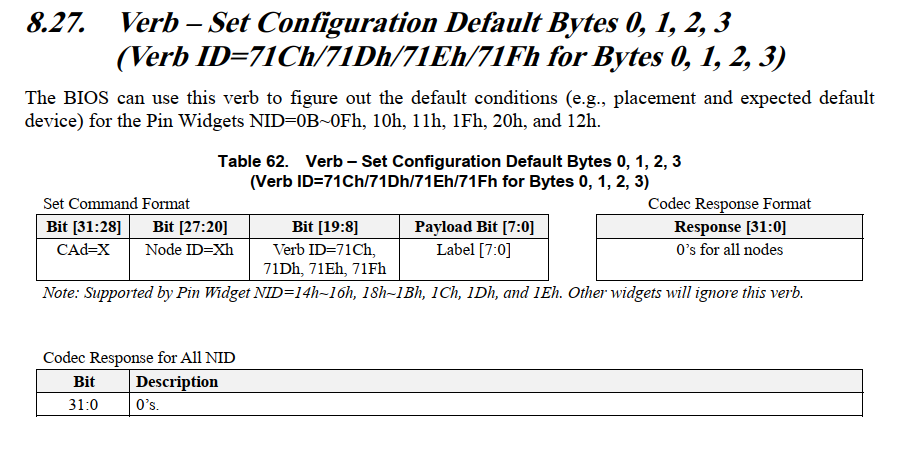 8.27. Verb – Set Configuration Default Bytes 0, 1, 2, 3
(Verb ID=71Ch/71Dh/71Eh/71Fh for Bytes 0, 1, 2, 3)
The BIOS can use this verb to figure out the default conditions (e.g., placement and expected default
device) for the Pin Widgets NID=0B~0Fh, 10h, 11h, 1Fh, 20h, and 12h.
Table 62. Verb – Set Configuration Default Bytes 0, 1, 2, 3
(Verb ID=71Ch/71Dh/71Eh/71Fh for Bytes 0, 1, 2, 3)
Set Command Format Codec Response Format
Bit [31:28] Bit [27:20] Bit [19:8] Payload Bit [7:0] Response [31:0]
CAd=X Node ID=Xh Verb ID=71Ch, Label [7:0] 0’s for all nodes
71Dh, 71Eh, 71Fh
Note: Supported by Pin Widget NID=14h~16h, 18h~1Bh, 1Ch, 1Dh, and 1Eh. Other widgets will ignore this verb.
Codec Response for All NID
Bit Description
31:0 0’s.